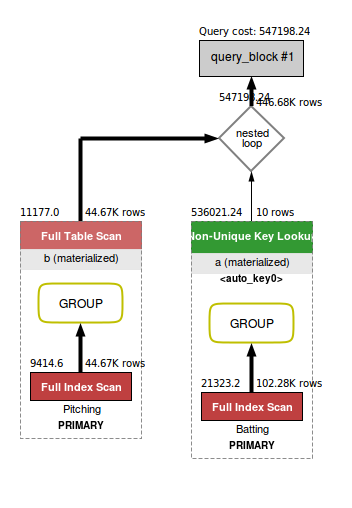 Query cost: 547198.24
query_block #1
547198.24
446.68K rows
nested
loop
11177.0
44.67K rows
536021.24
10 rows
Full Table Scan
Non-Unique Key Lookup
b (materialized)
a (materialized)
<auto_key0>
GROUP
GROUP
9414.6
44.67K rows
21323.2
102.28K rows
Full Index Scan
Full Index Scan
Pitching
PRIMARY
Batting
PRIMARY